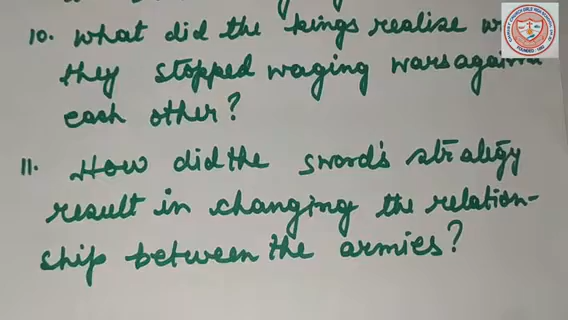 10. What did the kings realise
they stopped waging wars against
each other?
11. How did the sword's strategy
result in changing the relation-
ship between the armies?